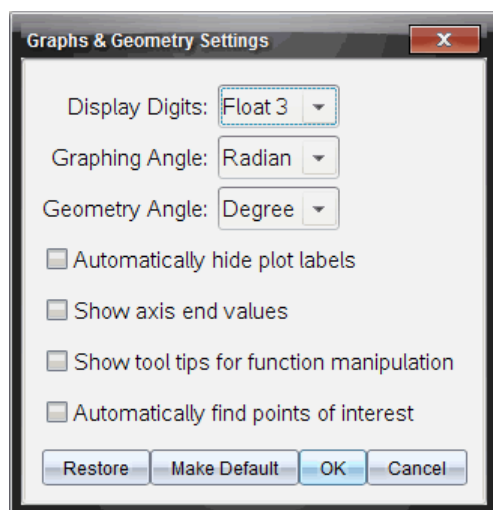 Graphs & Geometry Settings
Display Digits: Float 3
Graphing Angle: Radian
Geometry Angle: Degree
Automatically hide plot labels
Show axis end values
Show tool tips for function manipulation
Automatically find points of interest
Restore Make Default OK Cancel